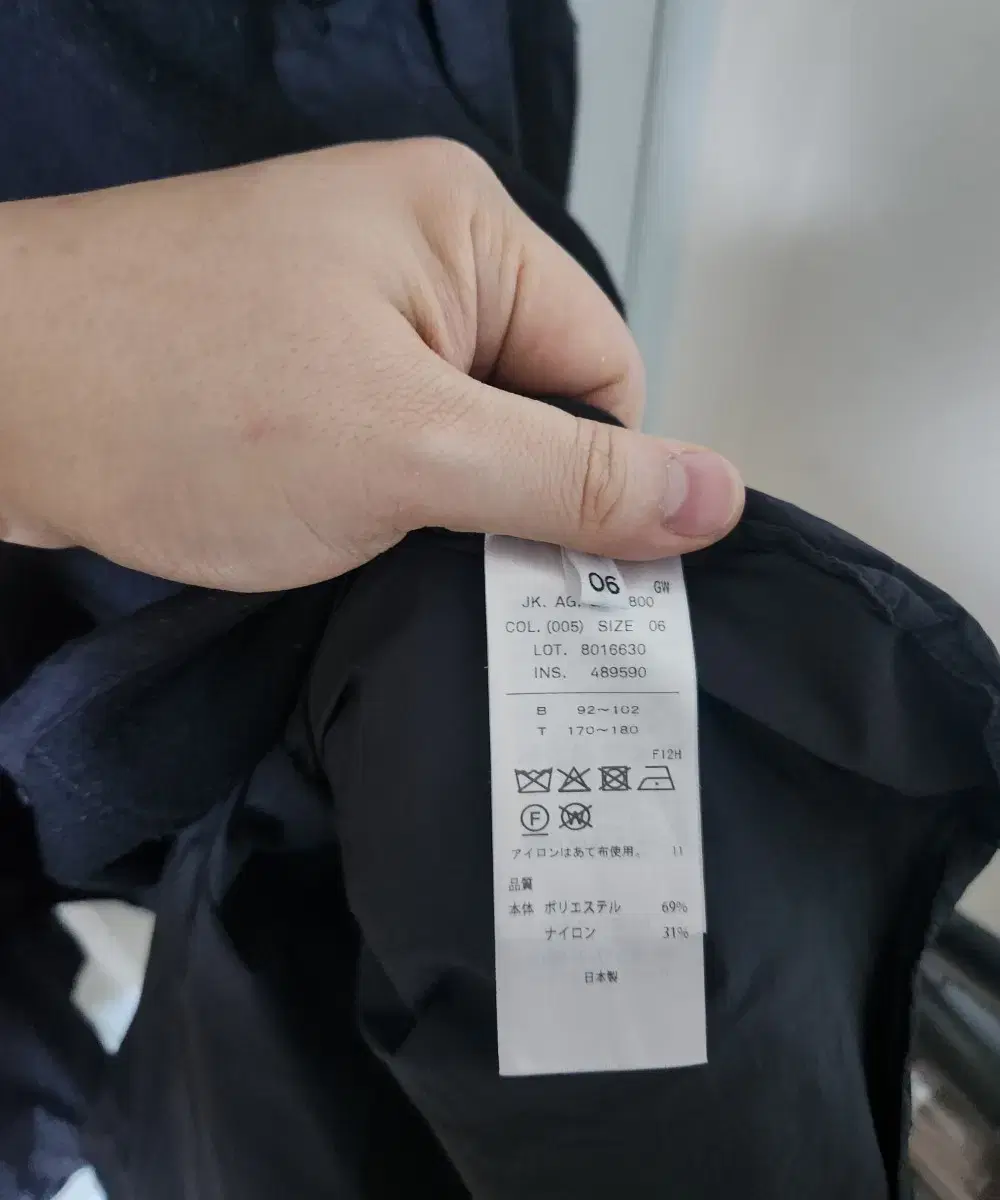 06
GW
JK. AG. 800
COL. (005) SIZE 06
LOT. 8016630
INS. 489590
B 92～102
T 170～180
F12H
F W
アイロンはあて布使用。 11
品質
本体 ポリエステル 69%
ナイロン 31%
日本製